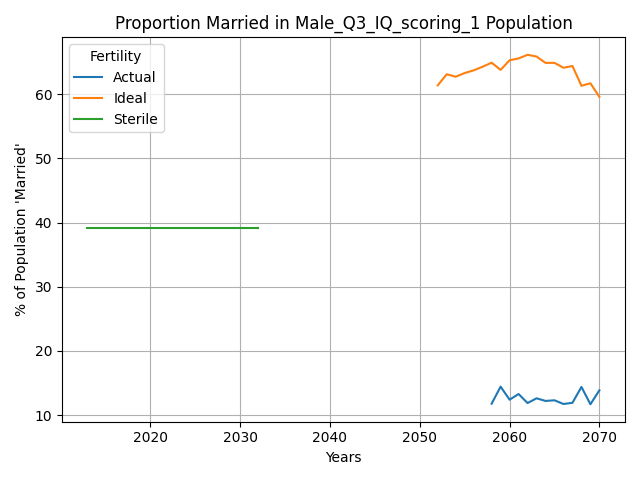 Proportion Married in Male_Q3_IQ_scoring_1 Population
Fertility
Actual
Ideal
Sterile
% of Population 'Married'
60
50
40
30
20
10
2020
2030
2040
2050
2060
2070
Years